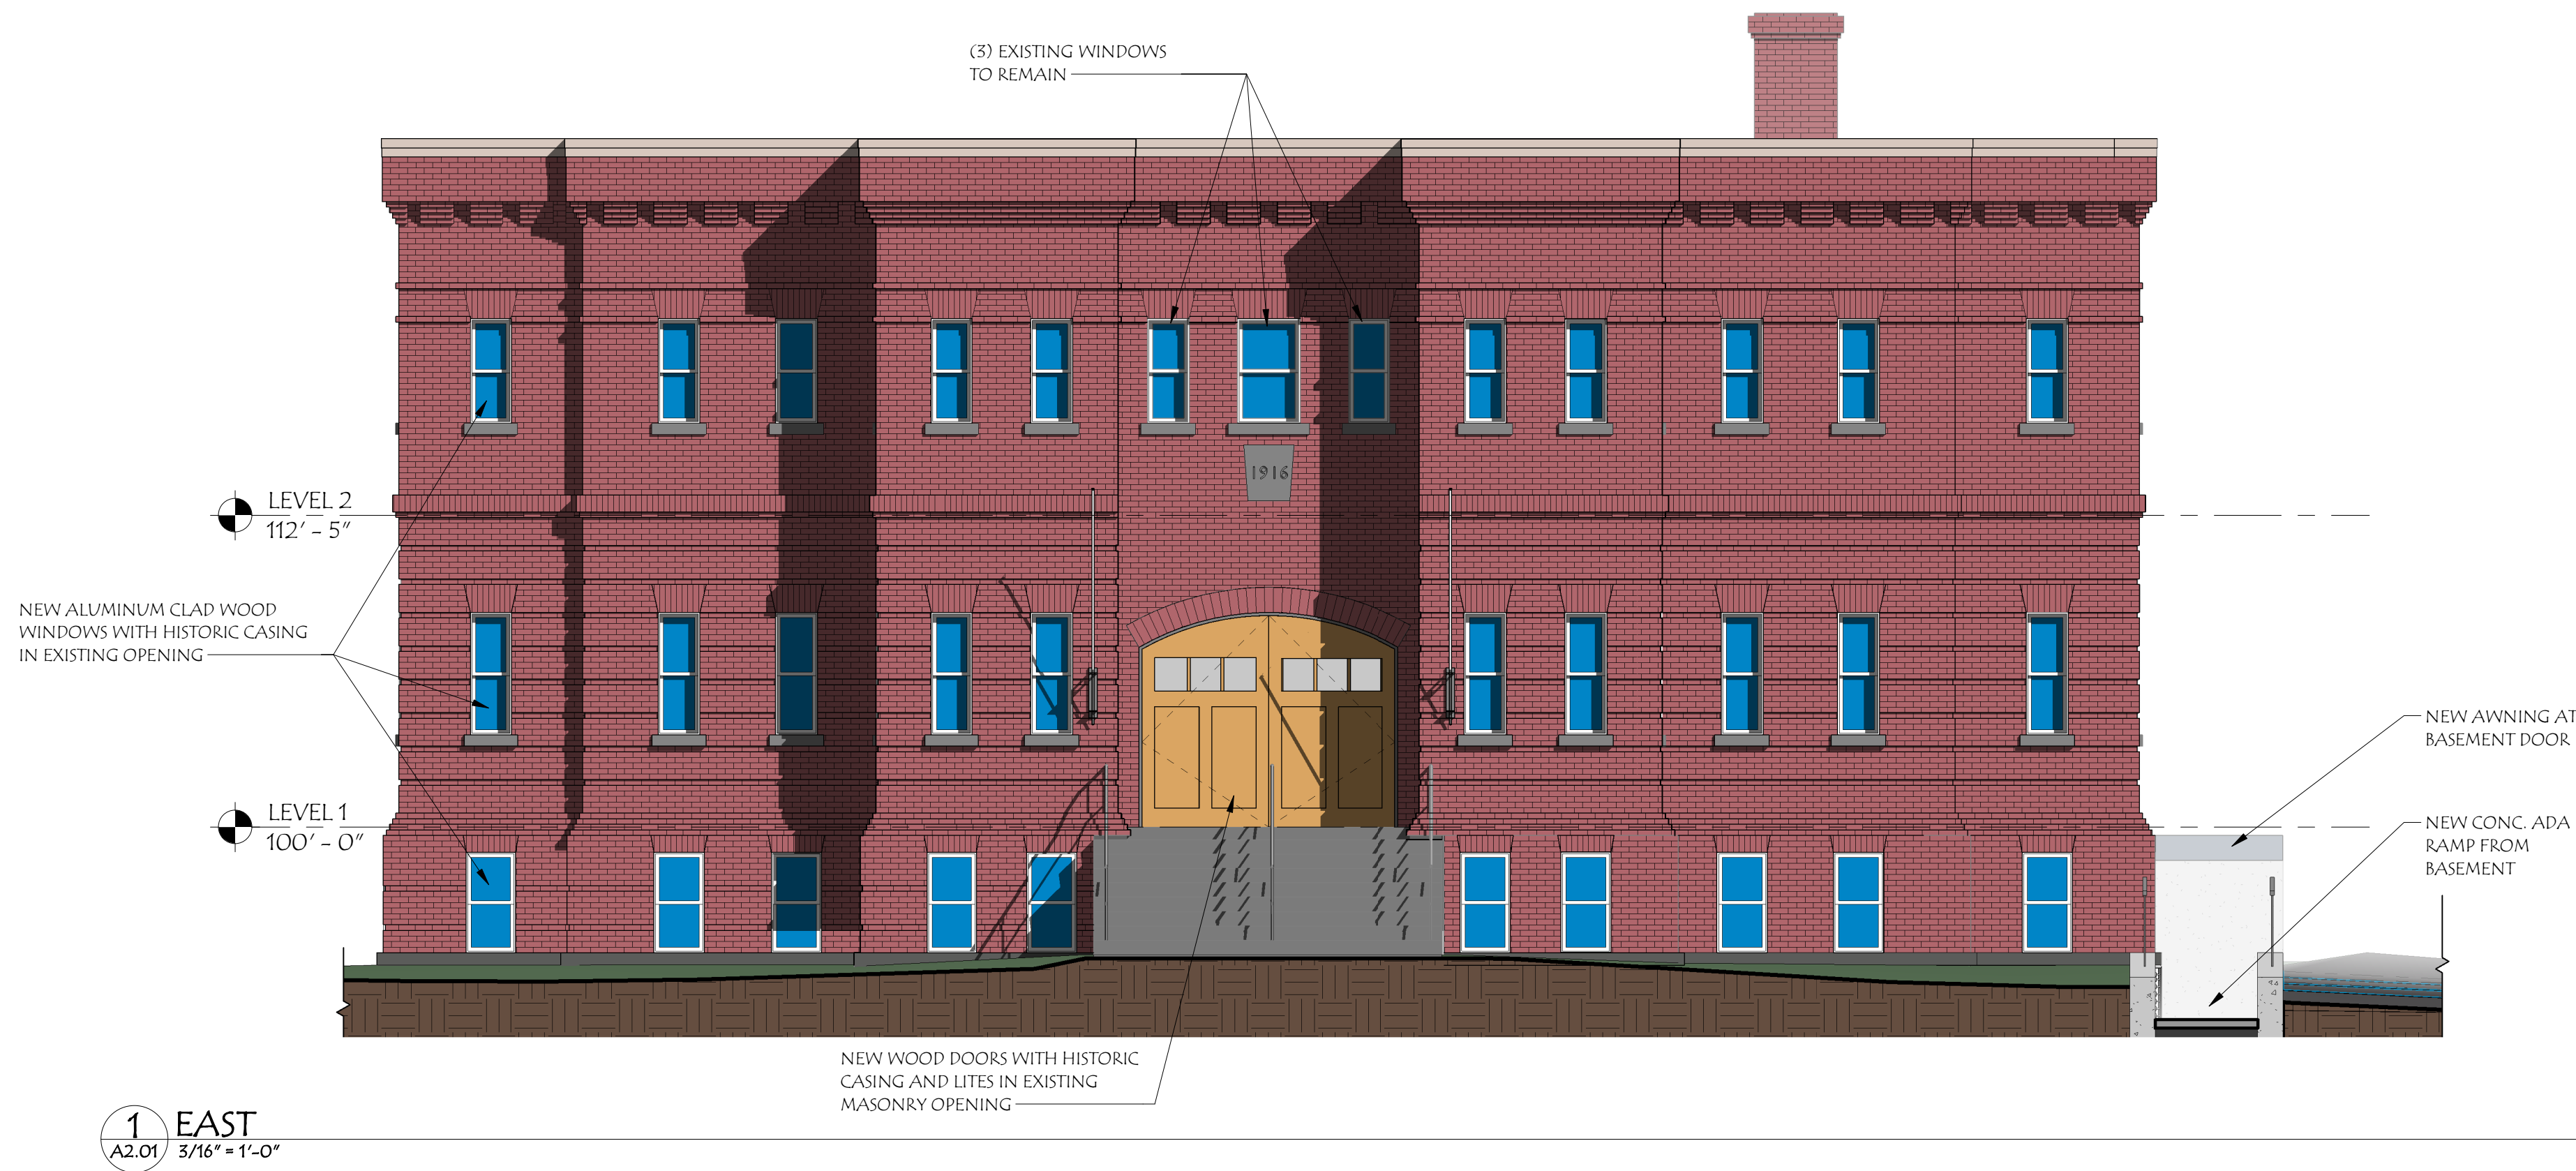 (3) EXISTING WINDOWS
TO REMAIN
1916
LEVEL 2
112' - 5"
NEW ALUMINUM CLAD WOOD
WINDOWS WITH HISTORIC CASING
IN EXISTING OPENING
NEW AWNING AT
BASEMENT DOOR
LEVEL 1
100' - 0"
NEW CONC. ADA
RAMP FROM
BASEMENT
NEW WOOD DOORS WITH HISTORIC
CASING AND LITES IN EXISTING
MASONRY OPENING
1
A2.01
EAST
3/16" = 1'-0"